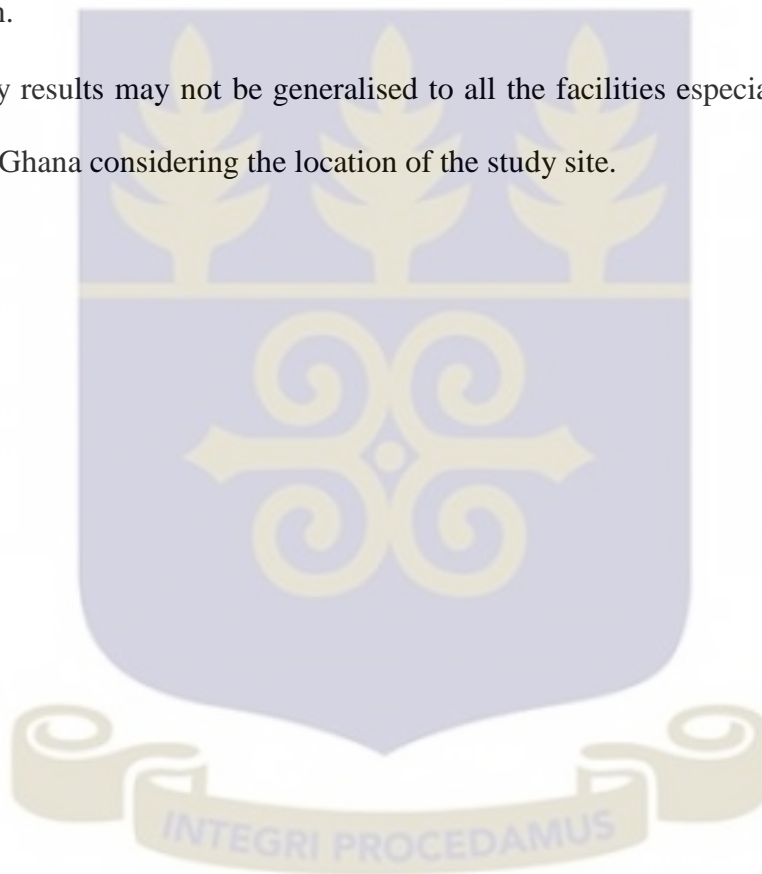 y results may not be generalised to all the facilities especia
Ghana considering the location of the study site.
INTEGRI PROCEDAMUS